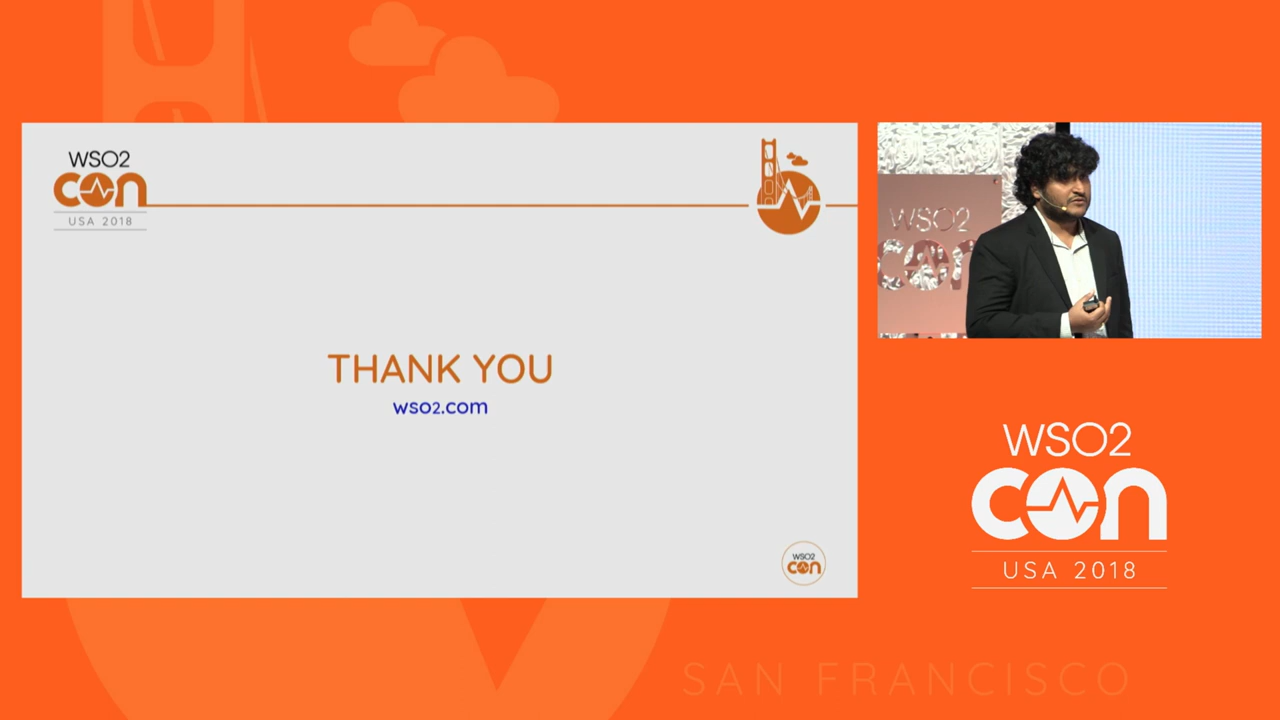 WSO2
con
USA 2018
THANK YOU
wso2.com
WSO2
con
WSO2
con
WSO2
con
USA 2018
SAN FRANCISCO